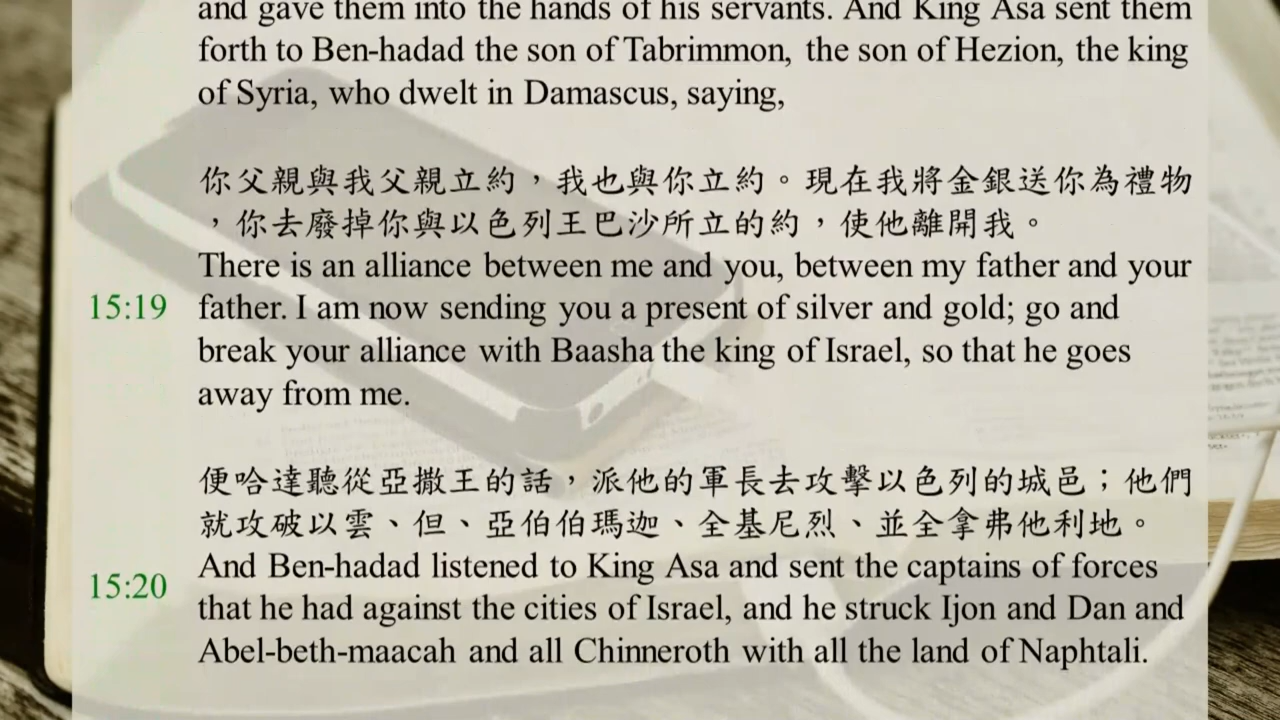 and gave them into the hands of his servants. And King Asa sent them
forth to Ben-hadad the son of Tabrimmon, the son of Hezion, the king
of Syria, who dwelt in Damascus, saying,
你父親與我父親立約，我也與你立約。現在我將金銀送你為禮物
，你去廢掉你與以色列王巴沙所立的約，使他離開我。
There is an alliance between me and you, between my father and your
15:19 father. I am now sending you a present of silver and gold; go and
break your alliance with Baasha the king of Israel, so that he goes
away from me.
便哈達聽從亞撒王的話，派他的軍長去攻擊以色列的城邑；他們
就攻破以雲、但、亞伯伯瑪迦、全基尼烈、並全拿弗他利地。
And Ben-hadad listened to King Asa and sent the captains of forces
15:20 that he had against the cities of Israel, and he struck Ijon and Dan and
Abel-beth-maacah and all Chinneroth with all the land of Naphtali.